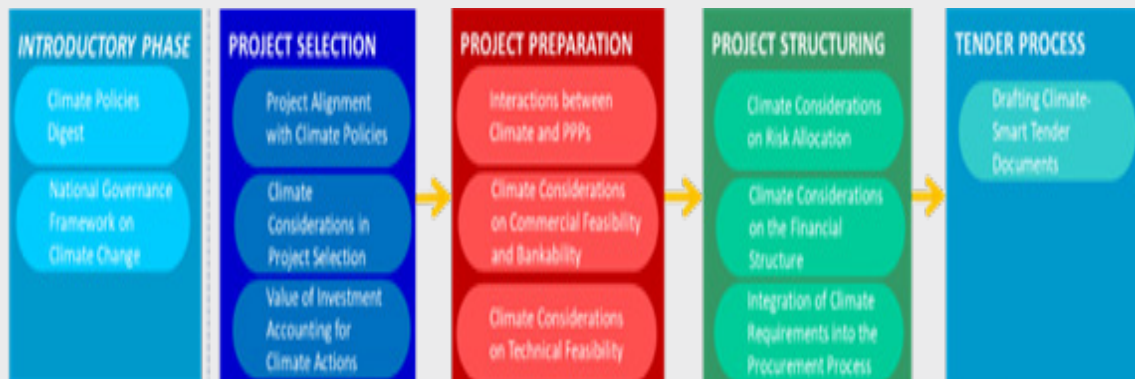 INTRODUCTORY PHASE
Climate Policies
Digest
National Governance
Framework on
Climate Change
PROJECT SELECTION
Project Alignment
with Climate Policies
Climate
Considerations in
Project Selection
Value of Investment
Accounting for
Climate Actions
PROJECT PREPARATION
Interactions between
Climate and PPPs
Climate Considerations
on Commercial Feasibility
and Bankability
Climate Considerations
on Technical Feasibility
PROJECT STRUCTURING
Climate Considerations
on Risk Allocation
Climate Considerations
on the Financial
Structure
Integration of Climate
Requirements into the
Procurement Process
TENDER PROCESS
Drafting Climate-
Smart Tender
Documents